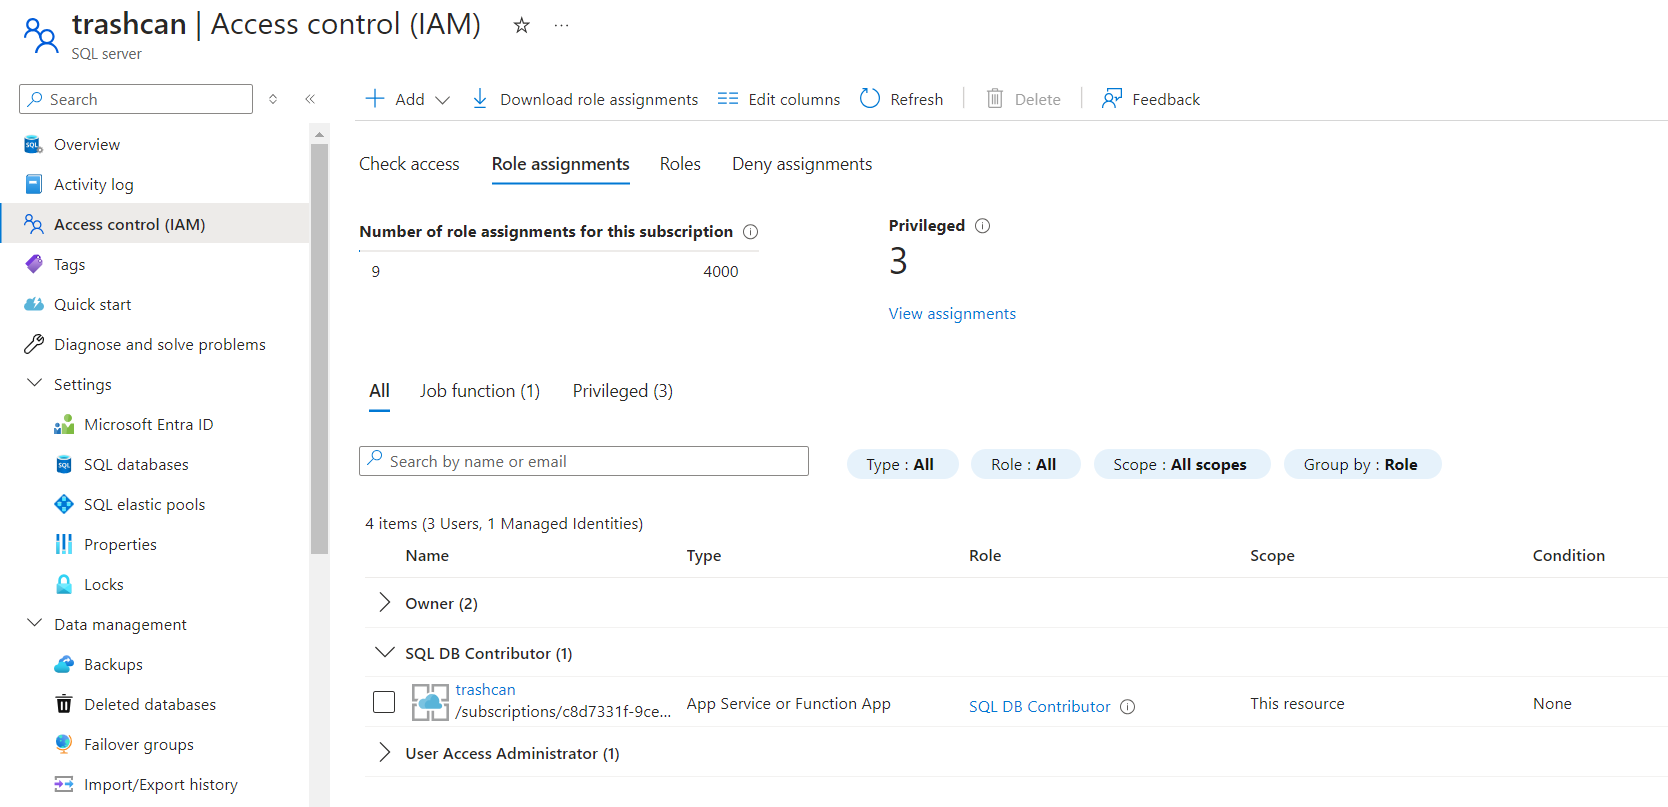 trashcan | Access control (IAM)
SQL server
Search
Overview
Activity log
Access control (IAM)
Tags
Quick start
Diagnose and solve problems
Settings
Microsoft Entra ID
SQL databases
SQL elastic pools
Properties
Locks
Data management
Backups
Deleted databases
Failover groups
Import/Export history
Add
Download role assignments
Edit columns
Refresh
Delete
Feedback
Check access
Role assignments
Roles
Deny assignments
Number of role assignments for this subscription
9 4000
Privileged
3
View assignments
All
Job function (1)
Privileged (3)
Search by name or email
Type : All
Role : All
Scope : All scopes
Group by : Role
4 items (3 Users, 1 Managed Identities)
Name Type Role Scope Condition
Owner (2)
SQL DB Contributor (1)
trashcan
/subscriptions/c8d7331f-9ce... App Service or Function App SQL DB Contributor This resource None
User Access Administrator (1)